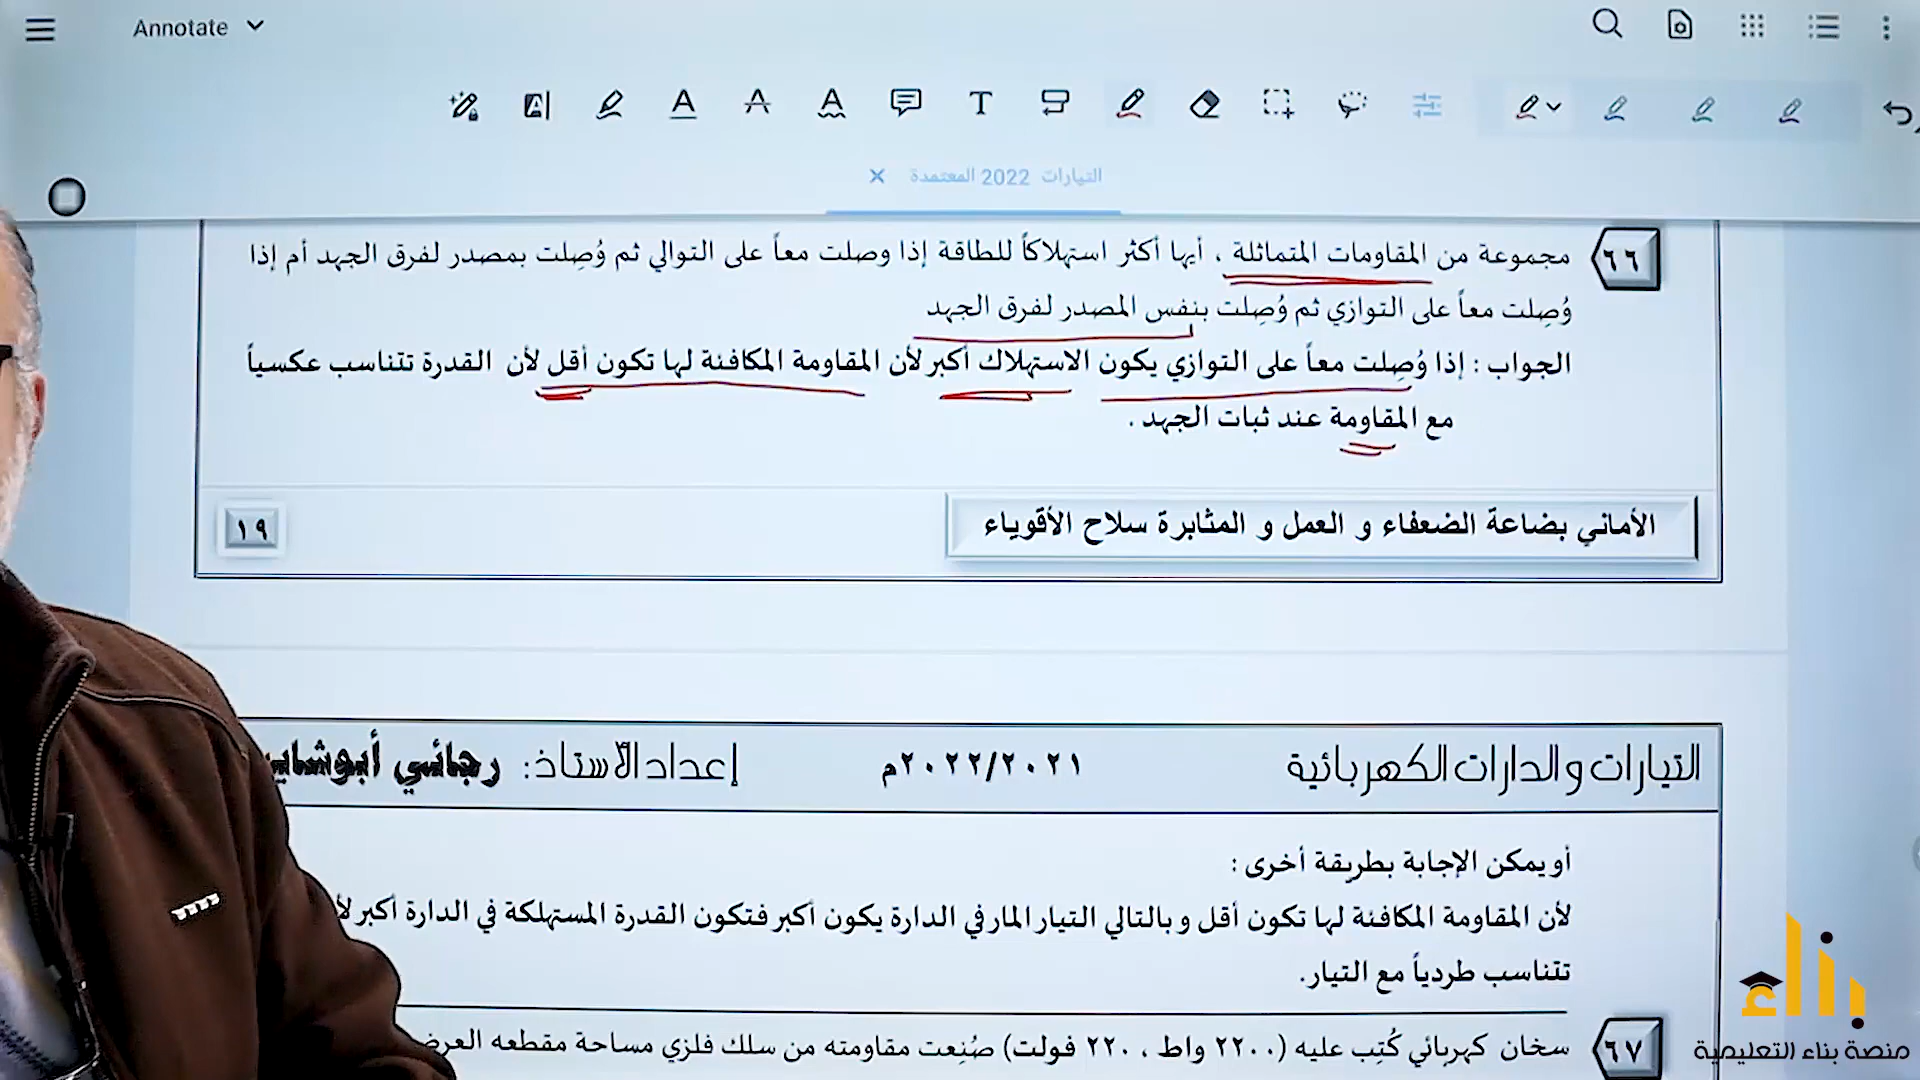 Annotate
التيارات 2022 المعتمدة
٦٦
مجموعة من المقاومات المتماثلة ، أيها أكثر استهلاكاً للطاقة إذا وصلت معاً على التوالي ثم وُصِلت بمصدر لفرق الجهد أم إذا
وُصِلت معاً على التوازي ثم وُصِلت بنفس المصدر لفرق الجهد
الجواب : إذا وُصِلت معاً على التوازي يكون الاستهلاك أكبر لأن المقاومة المكافئة لها تكون أقل لأن القدرة تتناسب عكسياً
مع المقاومة عند ثبات الجهد .
الأماني بضاعة الضعفاء و العمل و المثابرة سلاح الأقوياء
١٩
التيارات والدارات الكهربائية
٢٠٢٢/٢٠٢١م
إعداد الأستاذ: رجائي
أو يمكن الإجابة بطريقة أخرى :
لأن المقاومة المكافئة لها تكون أقل و بالتالي التيار المار في الدارة يكون أكبر فتكون القدرة المستهلكة في الدارة أكبر
تتناسب طردياً مع التيار.
٦٧
سخان كهربائي كُتِب عليه (٢٢٠٠ واط ، ٢٢٠ فولت) صُنِعت مقاومته من سلك فلزي مساحة مقطعه
بناء
منصة بناء التعليمية